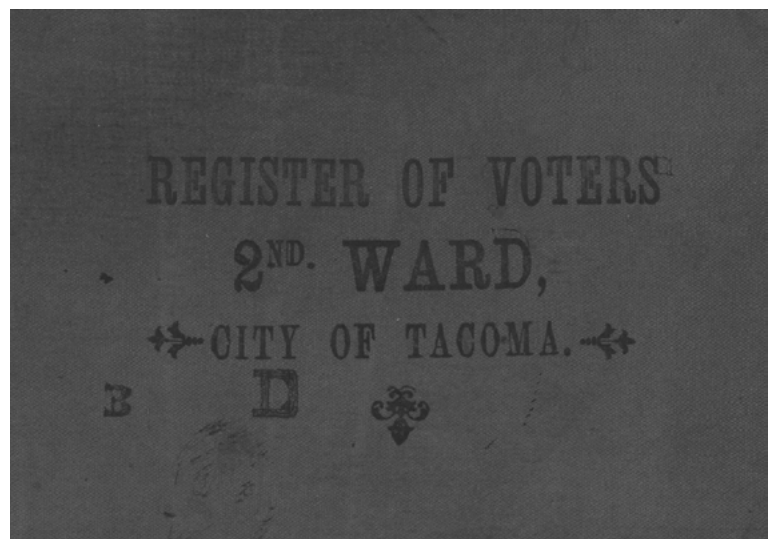 REGISTER OF VOTERS
2ND. WARD,
CITY OF TACOMA.
B D